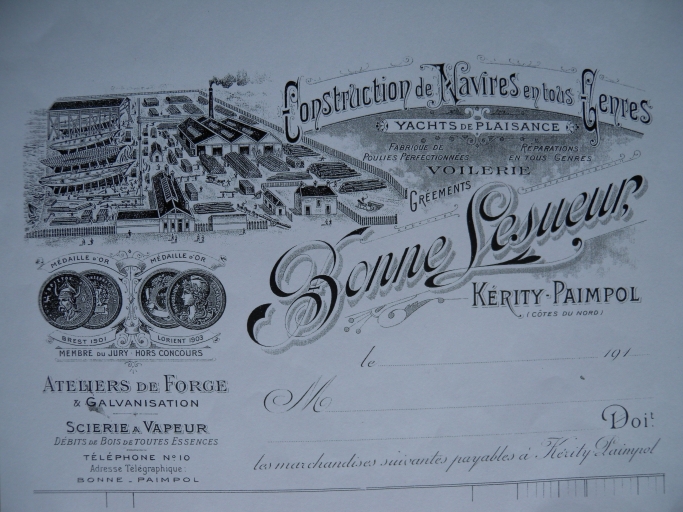 Construction de Navires en tous Genres
YACHTS DE PLAISANCE
FABRIQUE DE
POULIES PERFECTIONNÉES
RÉPARATIONS
EN TOUS GENRES
VOILERIE
GRÉEMENTS
Bonne Lesueur,
KÉRITY-PAIMPOL
(CÔTES DU NORD)
MÉDAILLE D'OR
MÉDAILLE D'OR
BREST 1901
LORIENT 1903
MEMBRE DU JURY - HORS CONCOURS
ATELIERS DE FORGE
& GALVANISATION
SCIERIE À VAPEUR
DÉBITS DE BOIS DE TOUTES ESSENCES
TÉLÉPHONE Nº 10
Adresse Télégraphique:
BONNE - PAIMPOL
le 191
M
Doit
les marchandises suivantes payables à Kérity Paimpol